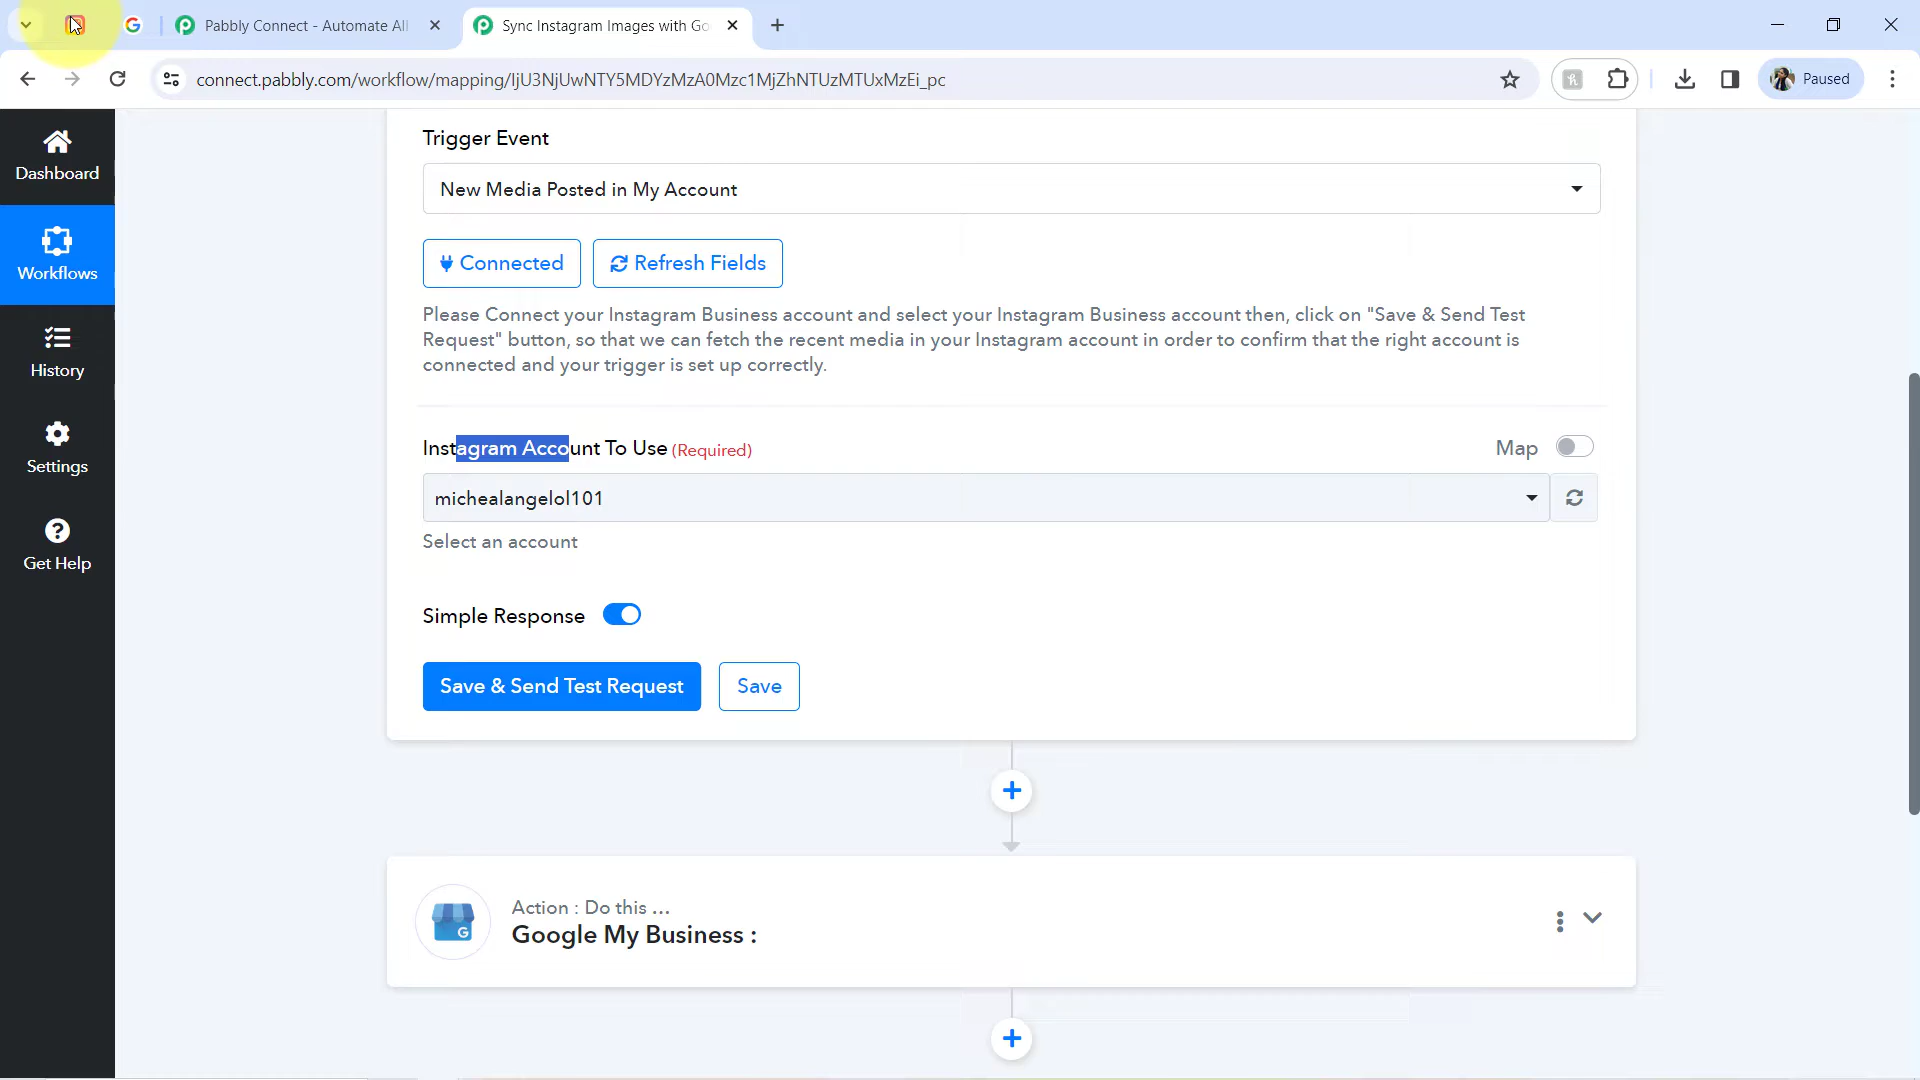 Pabbly Connect - Automate All
Sync Instagram Images with Go
connect.pabbly.com/workflow/mapping/IjU3NjUwNTY5MDYzMzA0Mzc1MjZhNTUzMTUxMzEi_pc
Paused
Dashboard
Workflows
History
Settings
Get Help
Trigger Event
New Media Posted in My Account
Connected
Refresh Fields
Please Connect your Instagram Business account and select your Instagram Business account then, click on "Save & Send Test
Request" button, so that we can fetch the recent media in your Instagram account in order to confirm that the right account is
connected and your trigger is set up correctly.
Instagram Account To Use (Required)
Map
michealangelol101
Select an account
Simple Response
Save & Send Test Request
Save
Action : Do this ...
Google My Business :